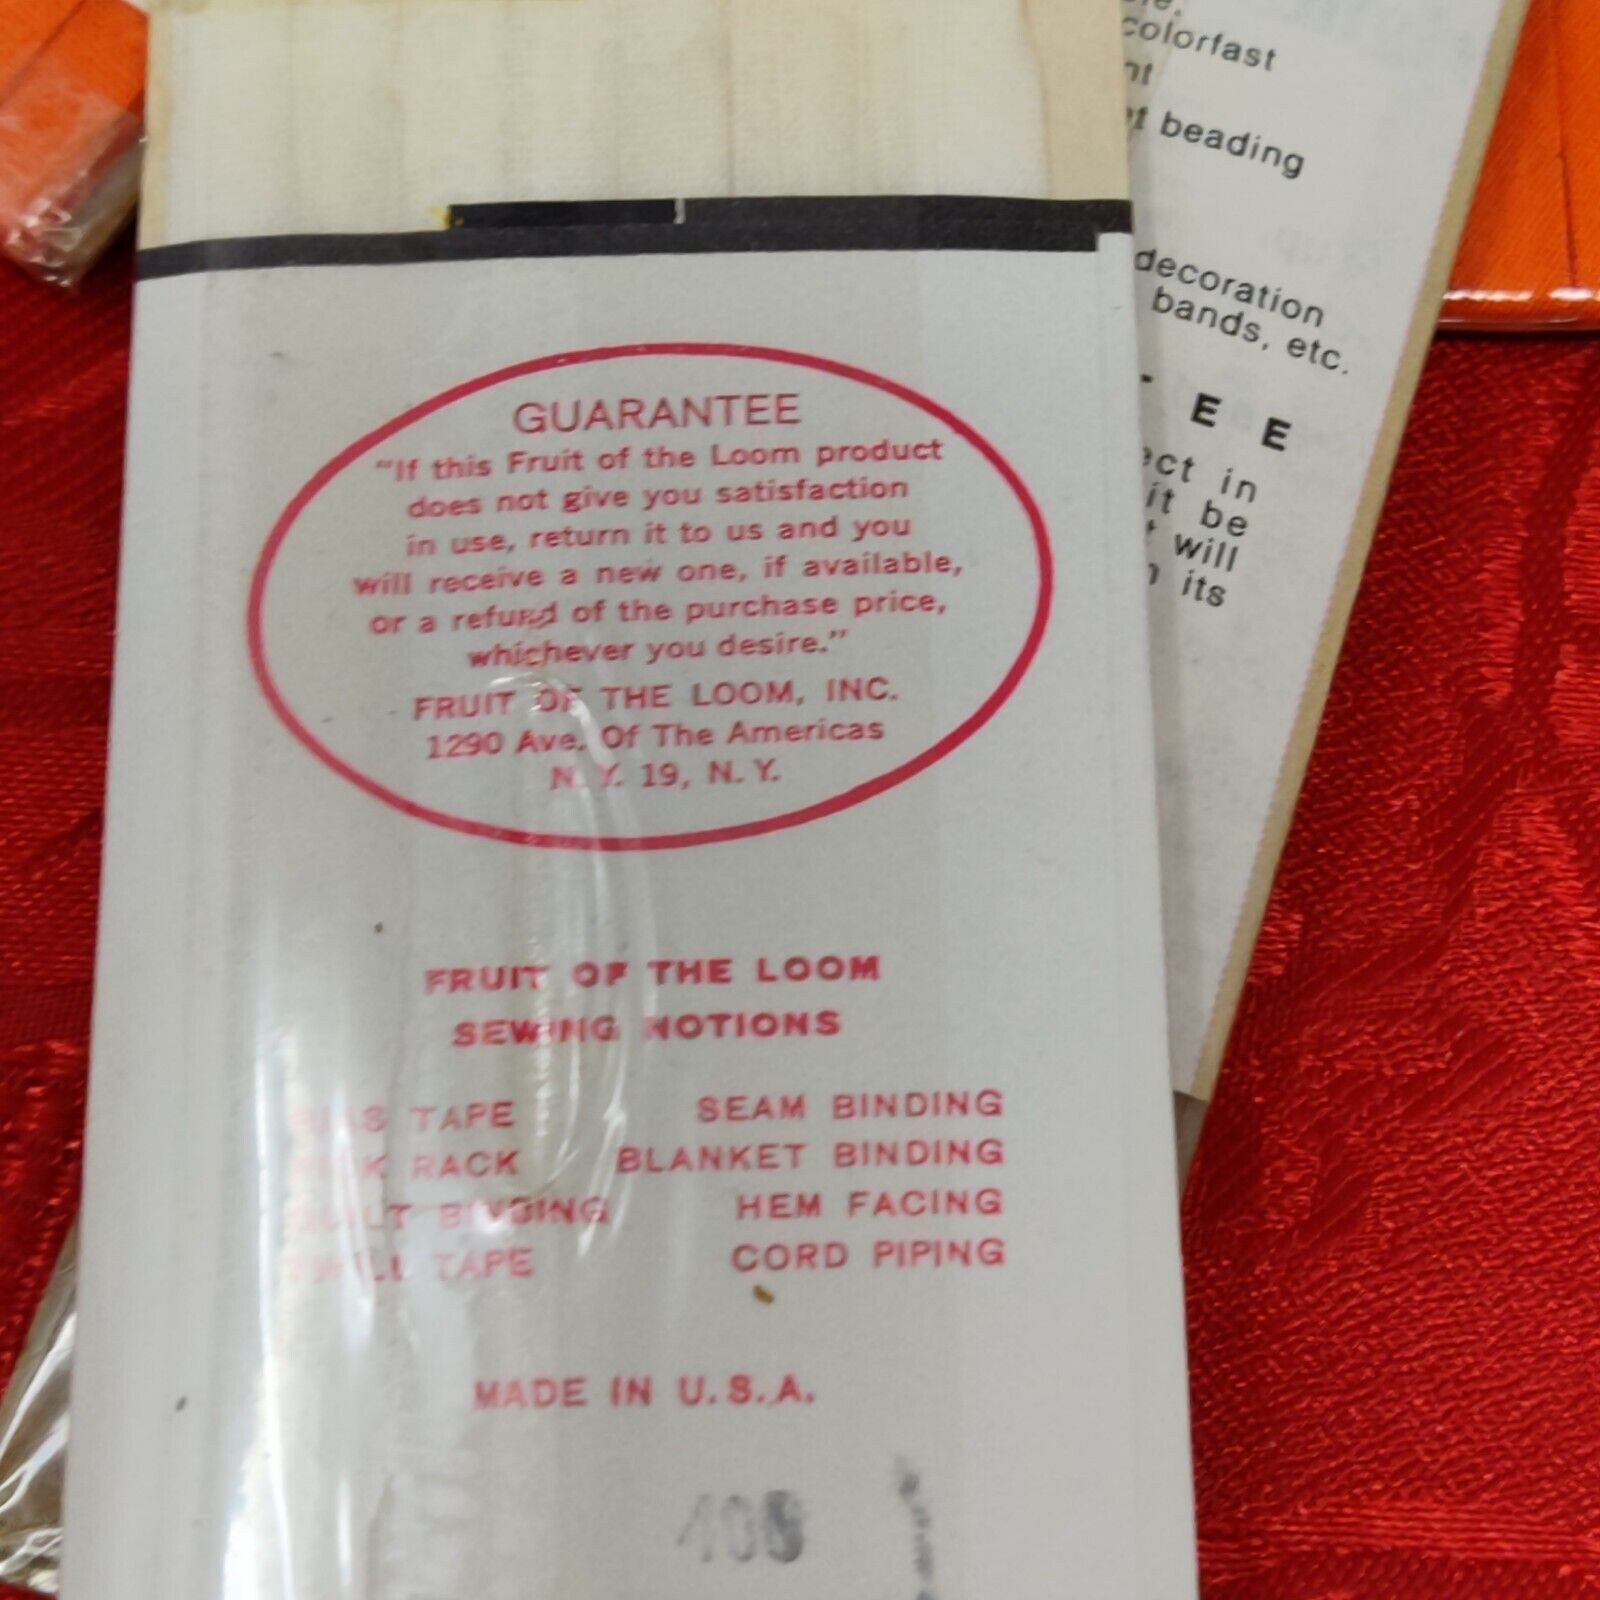 GUARANTEE
"If this Fruit of the Loom product
does not give you satisfaction
in use, return it to us and you
will receive a new one, if available,
or a refund of the purchase price,
whichever you desire."
FRUIT OF THE LOOM, INC.
1290 Ave. Of The Americas
N. Y. 19, N. Y.
FRUIT OF THE LOOM
SEWING NOTIONS
BIAS TAPE SEAM BINDING
RACK BLANKET BINDING
QUILT BINDING HEM FACING
TWILL TAPE CORD PIPING
MADE IN U.S.A.
colorfast
beading
decoration
bands, etc.
E E
in
it be
will
its